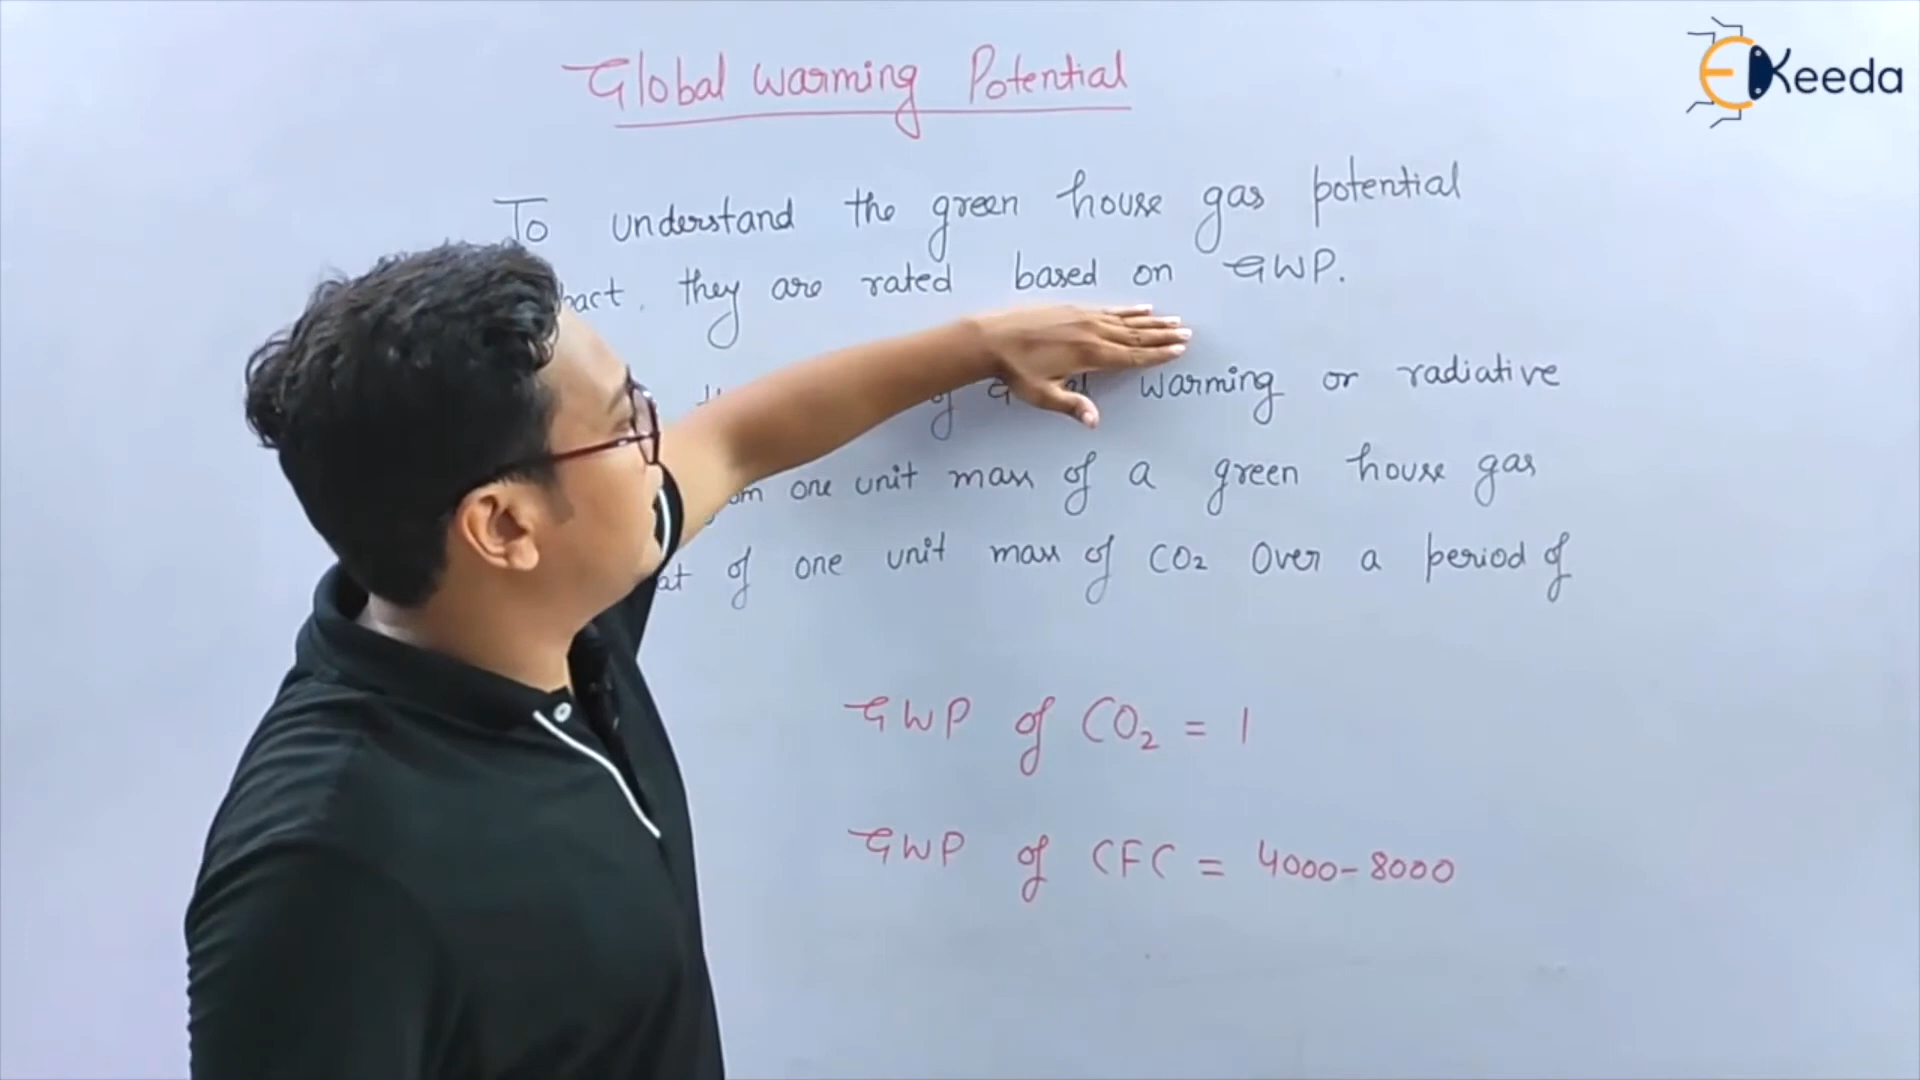 Global Warming Potential
EKeeda
To understand the green house gas potential
they are rated based on GWP.
warming or radiative
one unit mass of a green house gas
of one unit mass of CO2 Over a period of
GWP of CO2 = 1
GWP of CFC = 4000-8000